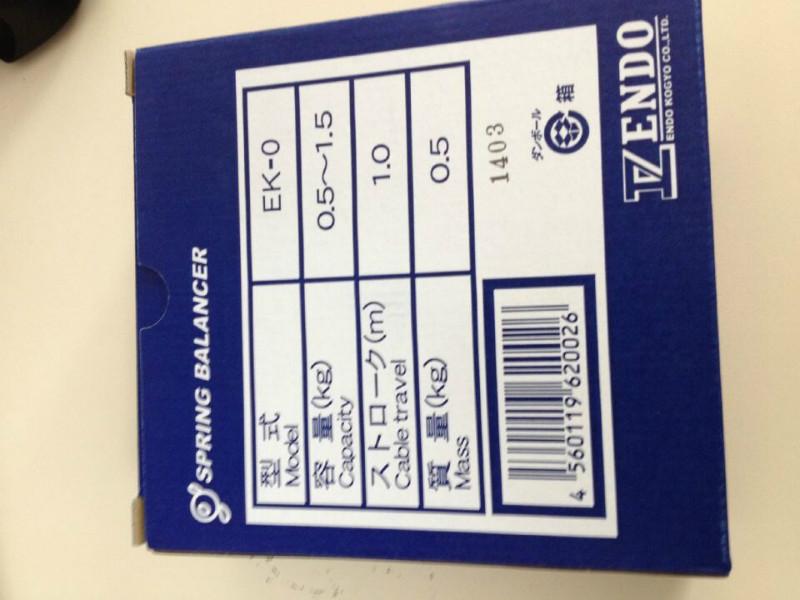 SPRING BALANCER
型 式
Model
EK-0
容 量(kg)
Capacity
0.5~1.5
ストローク(m)
Cable travel
1.0
質 量(kg)
Mass
0.5
4 560119 620026
1403
ダンボール
箱
ENDO
ENDO KOGYO CO.,LTD.